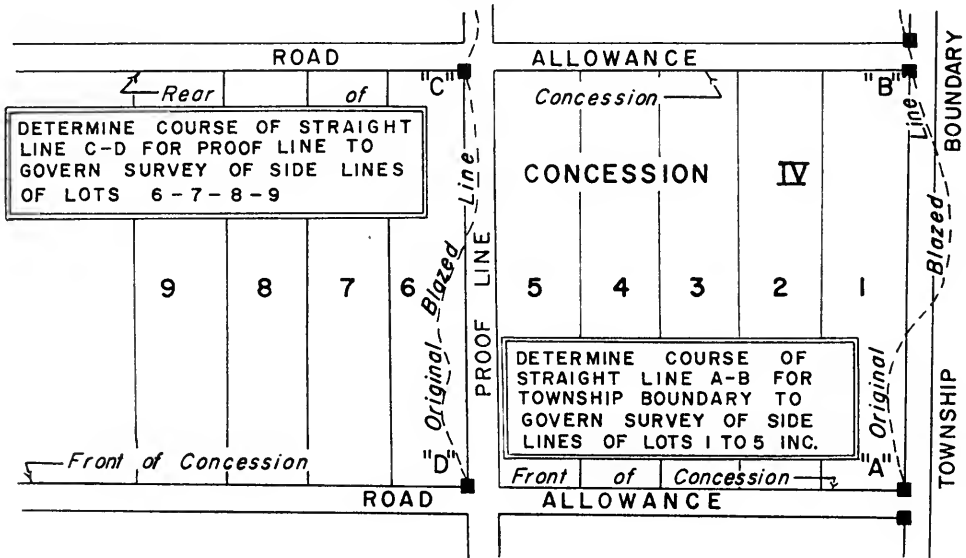 ROAD ALLOWANCE
"C" "B"
Rear of Concession
BOUNDARY
Line
DETERMINE COURSE OF STRAIGHT
LINE C-D FOR PROOF LINE TO
GOVERN SURVEY OF SIDE LINES
OF LOTS 6-7-8-9
CONCESSION IV
Original Blazed Line
PROOF LINE
Blazed
9 8 7 6 5 4 3 2 1
DETERMINE COURSE OF
STRAIGHT LINE A-B FOR
TOWNSHIP BOUNDARY TO
GOVERN SURVEY OF SIDE
LINES OF LOTS 1 TO 5 INC.
Original
TOWNSHIP
Front of Concession "D" Front of Concession "A"
ROAD ALLOWANCE